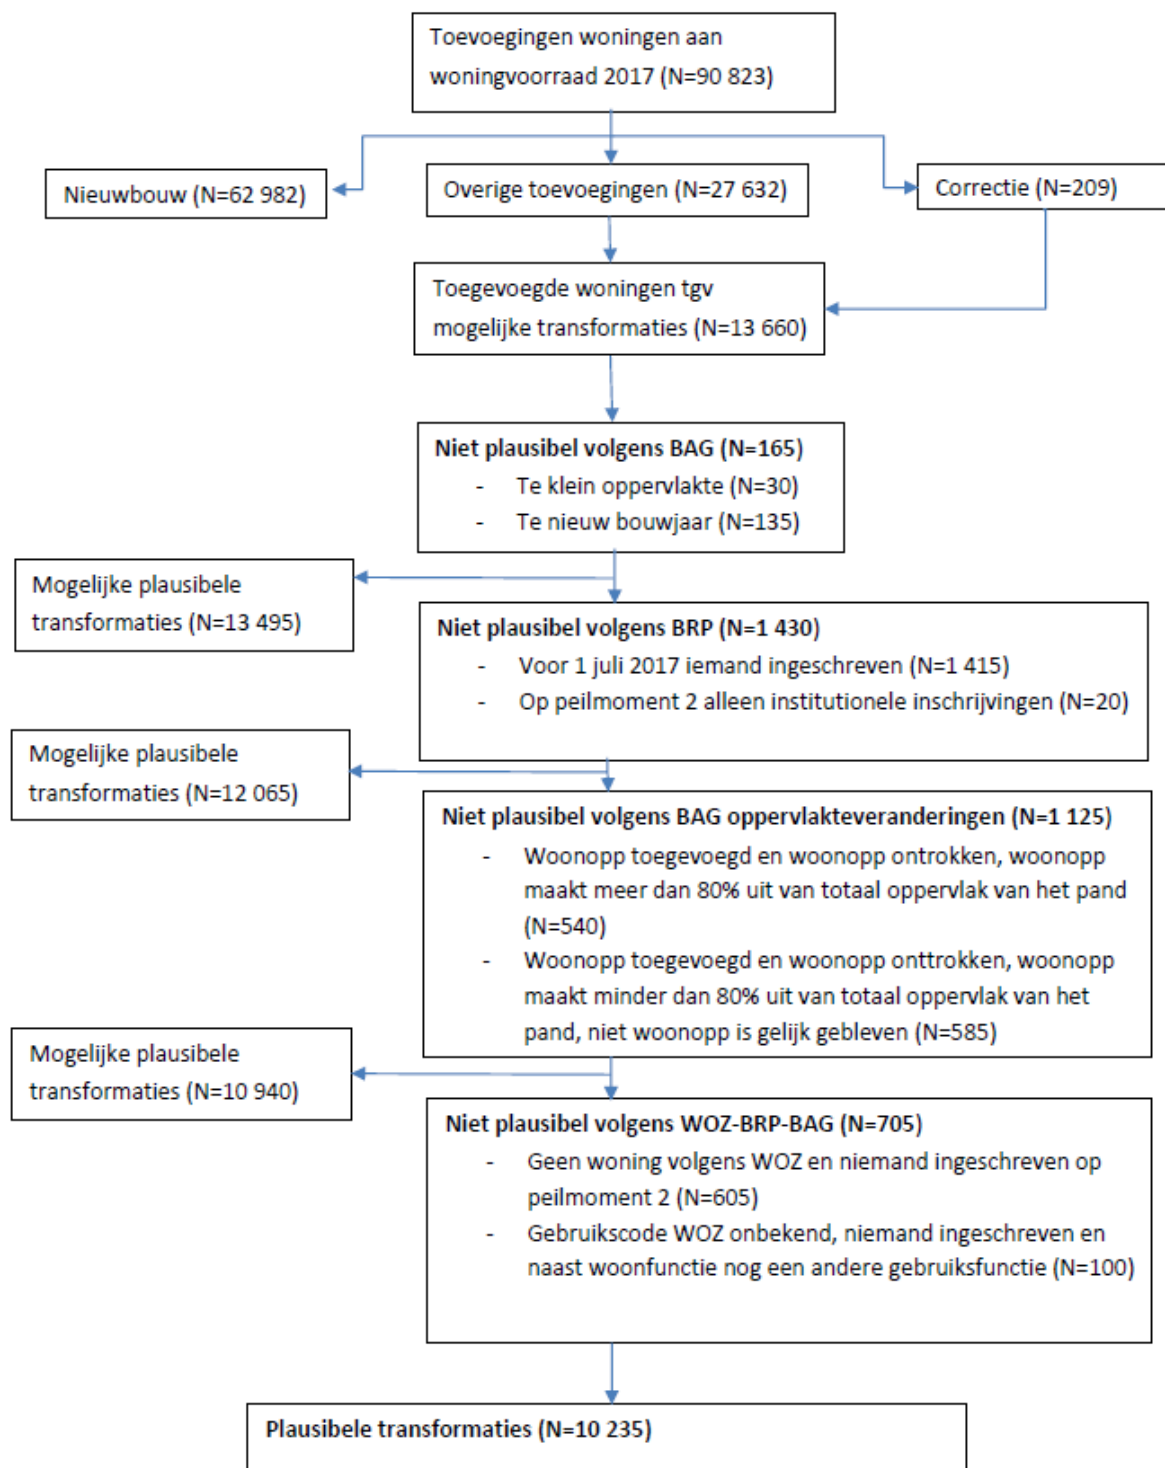 Toevoegingen woningen aan
woningvoorraad 2017 (N=90 823)
Nieuwbouw (N=62 982)
Overige toevoegingen (N=27 632)
Correctie (N=209)
Toegevoegde woningen tgv
mogelijke transformaties (N=13 660)
Niet plausibel volgens BAG (N=165)
- Te klein oppervlakte (N=30)
- Te nieuw bouwjaar (N=135)
Mogelijke plausibele
transformaties (N=13 495)
Niet plausibel volgens BRP (N=1 430)
- Voor 1 juli 2017 iemand ingeschreven (N=1 415)
- Op peilmoment 2 alleen institutionele inschrijvingen (N=20)
Mogelijke plausibele
transformaties (N=12 065)
Niet plausibel volgens BAG oppervlakteveranderingen (N=1 125)
- Woonopp toegevoegd en woonopp ontrokken, woonopp
maakt meer dan 80% uit van totaal oppervlak van het pand
(N=540)
- Woonopp toegevoegd en woonopp onttrokken, woonopp
maakt minder dan 80% uit van totaal oppervlak van het
pand, niet woonopp is gelijk gebleven (N=585)
Mogelijke plausibele
transformaties (N=10 940)
Niet plausibel volgens WOZ-BRP-BAG (N=705)
- Geen woning volgens WOZ en niemand ingeschreven op
peilmoment 2 (N=605)
- Gebruikscode WOZ onbekend, niemand ingeschreven en
naast woonfunctie nog een andere gebruiksfunctie (N=100)
Plausibele transformaties (N=10 235)